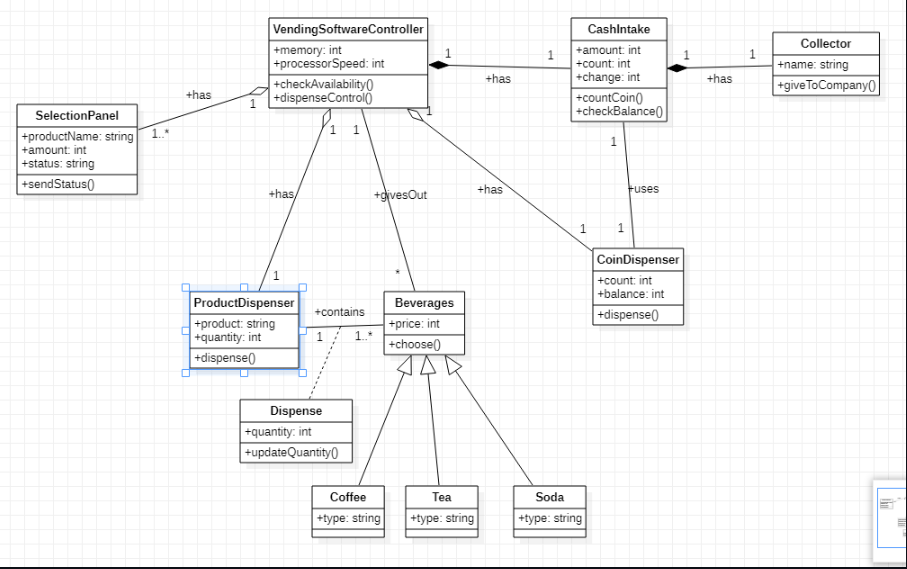 VendingSoftwareController
+memory: int
+processorSpeed: int
+checkAvailability()
+dispenseControl()
CashIntake
+amount: int
+count: int
+change: int
+countCoin()
+checkBalance()
Collector
+name: string
+giveToCompany()
1
1
+has
1
1
+has
SelectionPanel
+productName: string
+amount: int
+status: string
+sendStatus()
+has
1
1..*
1
1
+has
1
+givesOut
*
1
+has
1
1
+uses
1
CoinDispenser
+count: int
+balance: int
+dispense()
ProductDispenser
+product: string
+quantity: int
+dispense()
+contains
1
1..*
Beverages
+price: int
+choose()
Dispense
+quantity: int
+updateQuantity()
Coffee
+type: string
Tea
+type: string
Soda
+type: string